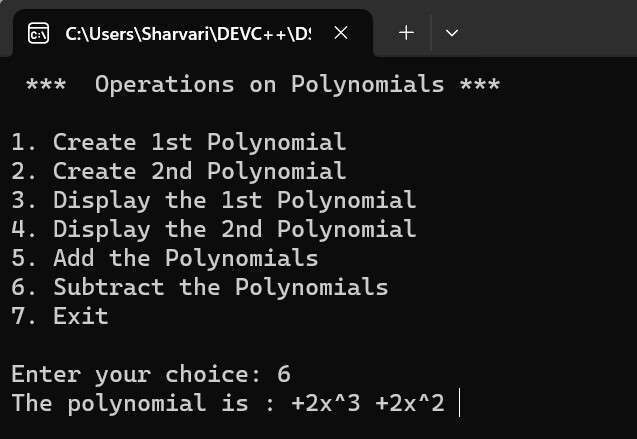 C:\Users\Sharvari\DEVC++\DS
*** Operations on Polynomials ***
1. Create 1st Polynomial
2. Create 2nd Polynomial
3. Display the 1st Polynomial
4. Display the 2nd Polynomial
5. Add the Polynomials
6. Subtract the Polynomials
7. Exit
Enter your choice: 6
The polynomial is : +2x^3 +2x^2